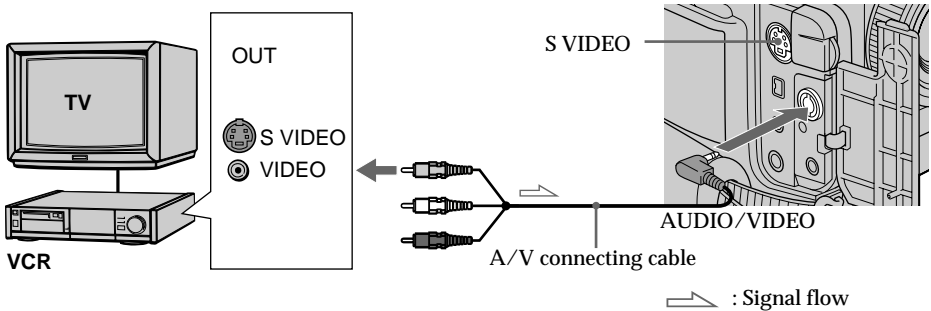 OUT
S VIDEO
TV
S VIDEO
VIDEO
AUDIO/VIDEO
VCR
A/V connecting cable
: Signal flow